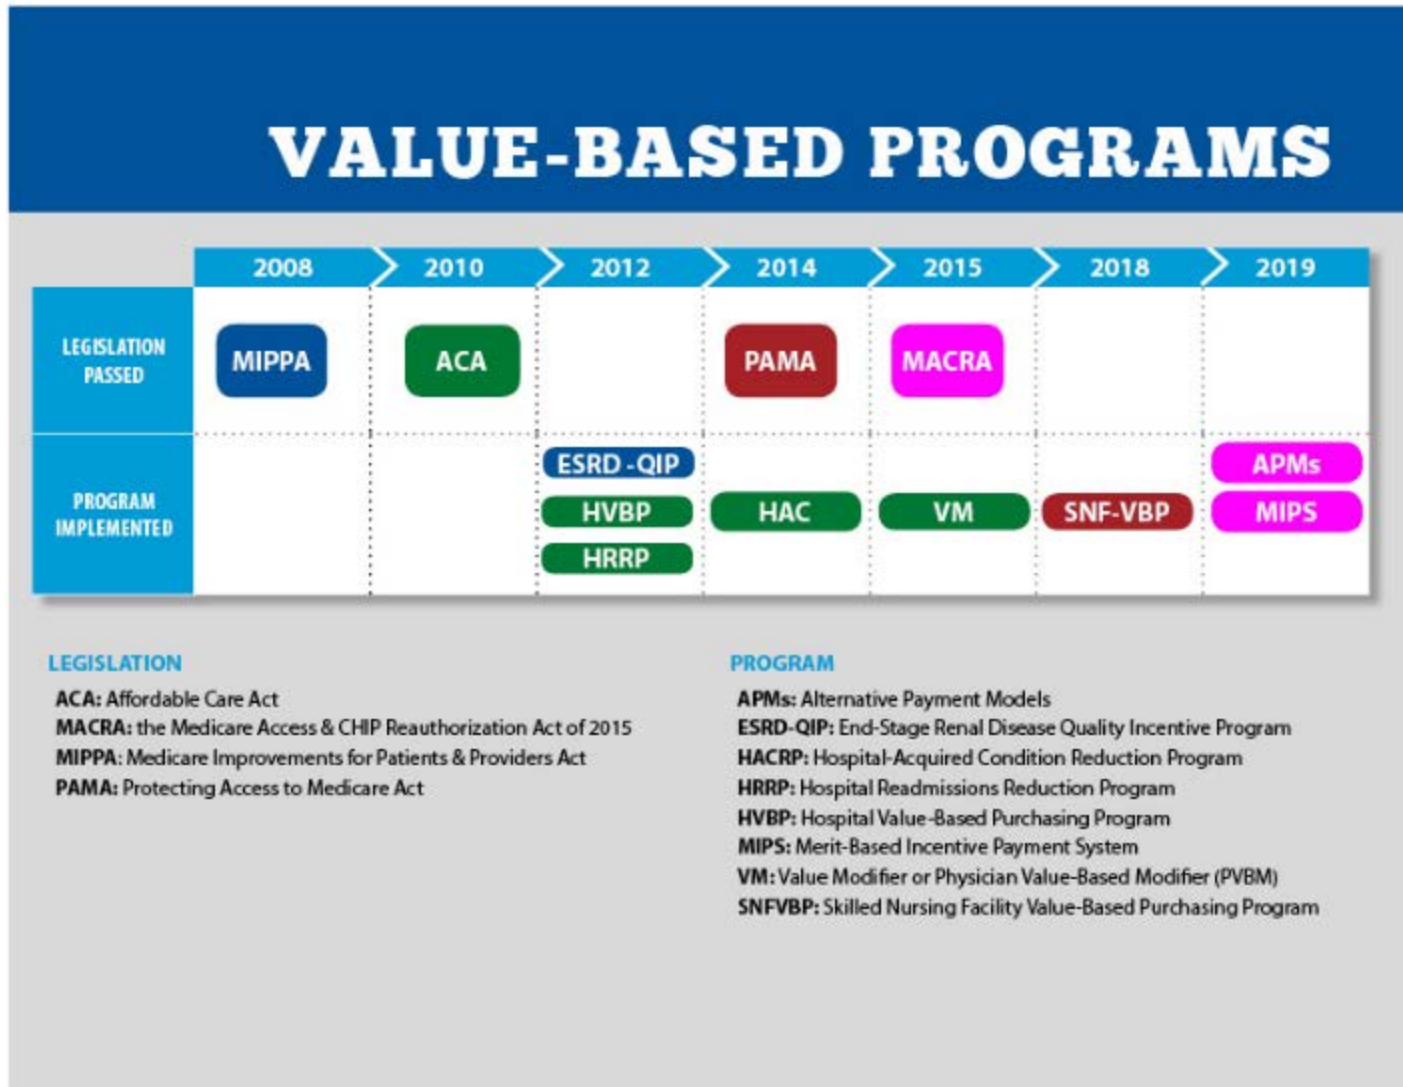 VALUE-BASED PROGRAMS
2008 2010 2012 2014 2015 2018 2019
LEGISLATION
PASSED
MIPPA ACA PAMA MACRA
PROGRAM
IMPLEMENTED
ESRD -QIP APMs
HVBP HAC VM SNF-VBP MIPS
HRRP
LEGISLATION
ACA: Affordable Care Act
MACRA: the Medicare Access & CHIP Reauthorization Act of 2015
MIPPA: Medicare Improvements for Patients & Providers Act
PAMA: Protecting Access to Medicare Act
PROGRAM
APMs: Alternative Payment Models
ESRD-QIP: End-Stage Renal Disease Quality Incentive Program
HACRP: Hospital-Acquired Condition Reduction Program
HRRP: Hospital Readmissions Reduction Program
HVBP: Hospital Value-Based Purchasing Program
MIPS: Merit-Based Incentive Payment System
VM: Value Modifier or Physician Value-Based Modifier (PVBM)
SNFVBP: Skilled Nursing Facility Value-Based Purchasing Program